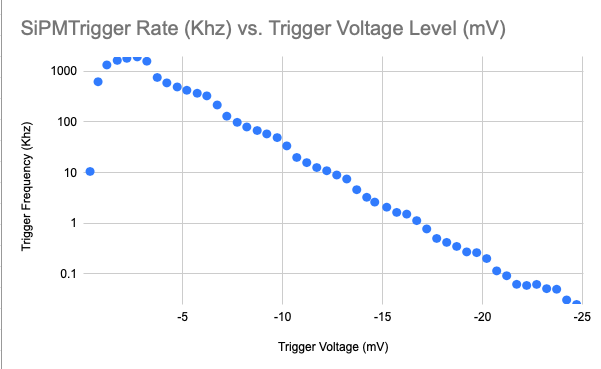 SiPMTrigger Rate (Khz) vs. Trigger Voltage Level (mV)
Trigger Frequency (Khz)
1000
100
10
1
0.1
-5 -10 -15 -20 -25
Trigger Voltage (mV)